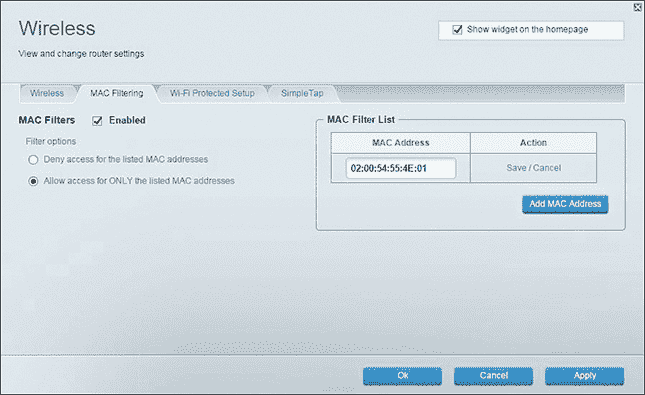 Wireless
Show widget on the homepage
View and change router settings
Wireless MAC Filtering Wi-Fi Protected Setup SimpleTap
MAC Filters Enabled
MAC Filter List
Filter options
MAC Address Action
Deny access for the listed MAC addresses
02:00:54:55:4E:01 Save / Cancel
Allow access for ONLY the listed MAC addresses
Add MAC Address
Ok Cancel Apply